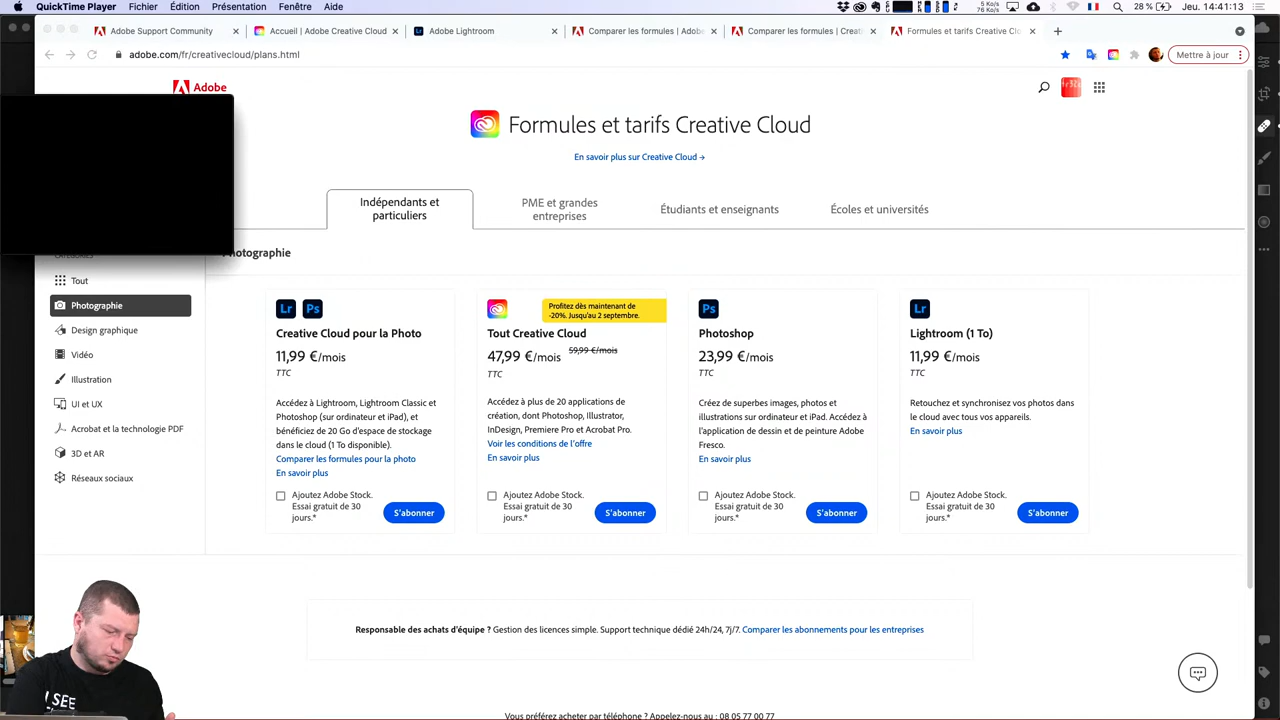 QuickTime Player Fichier Édition Présentation Fenêtre Aide
5 Ko/s
76 Ko/s
28 % Jeu. 14:41:13
Adobe Support Community
Accueil | Adobe Creative Cloud
Adobe Lightroom
Comparer les formules | Adobe
Comparer les formules | Creati
Formules et tarifs Creative Clou
adobe.com/fr/creativecloud/plans.html
Mettre à jour
Adobe
Formules et tarifs Creative Cloud
En savoir plus sur Creative Cloud →
Indépendants et
particuliers
PME et grandes
entreprises
Étudiants et enseignants
Écoles et universités
Photographie
Tout
Photographie
Design graphique
Vidéo
Illustration
UI et UX
Acrobat et la technologie PDF
3D et AR
Réseaux sociaux
Lr Ps
Creative Cloud pour la Photo
11,99 €/mois
TTC
Accédez à Lightroom, Lightroom Classic et
Photoshop (sur ordinateur et iPad), et
bénéficiez de 20 Go d'espace de stockage
dans le cloud (1 To disponible).
Comparer les formules pour la photo
En savoir plus
Ajoutez Adobe Stock.
Essai gratuit de 30
jours.*
S'abonner
Profitez dès maintenant de
-20%. Jusqu'au 2 septembre.
Tout Creative Cloud
47,99 €/mois 59,99 €/mois
TTC
Accédez à plus de 20 applications de
création, dont Photoshop, Illustrator,
InDesign, Premiere Pro et Acrobat Pro.
Voir les conditions de l'offre
En savoir plus
Ajoutez Adobe Stock.
Essai gratuit de 30
jours.*
S'abonner
Ps
Photoshop
23,99 €/mois
TTC
Créez de superbes images, photos et
illustrations sur ordinateur et iPad. Accédez à
l'application de dessin et de peinture Adobe
Fresco.
En savoir plus
Ajoutez Adobe Stock.
Essai gratuit de 30
jours.*
S'abonner
Lr
Lightroom (1 To)
11,99 €/mois
TTC
Retouchez et synchronisez vos photos dans
le cloud avec tous vos appareils.
En savoir plus
Ajoutez Adobe Stock.
Essai gratuit de 30
jours.*
S'abonner
Responsable des achats d'équipe ? Gestion des licences simple. Support technique dédié 24h/24, 7j/7. Comparer les abonnements pour les entreprises
Vous préférez acheter par téléphone ? Appelez-nous au : 08 05 77 00 77
I SEE